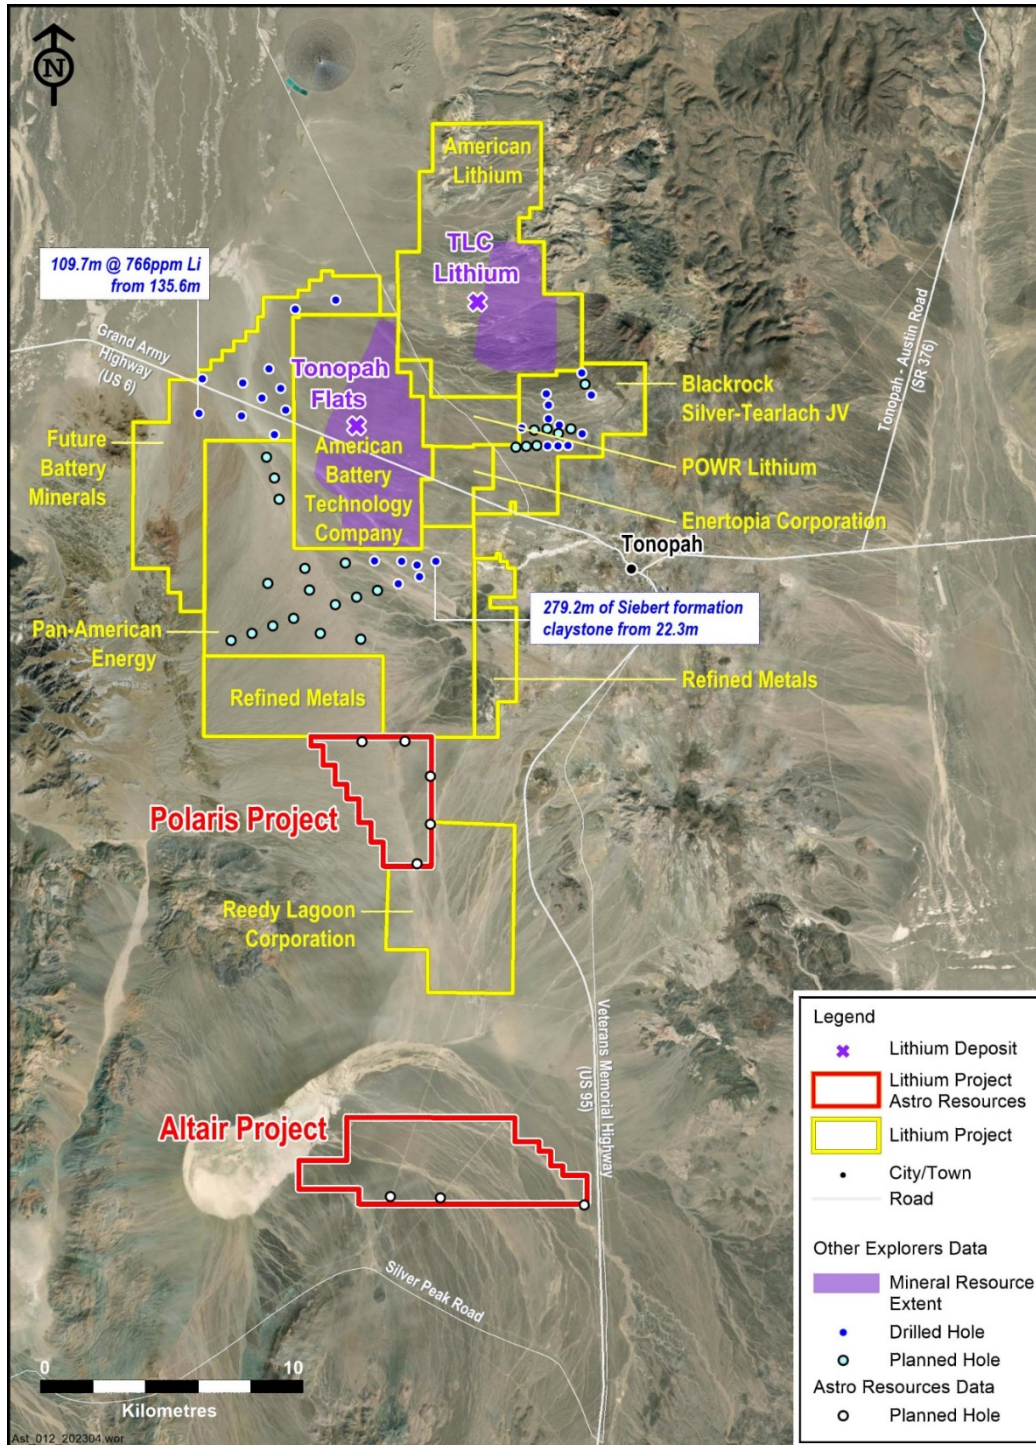 N
American
Lithium
TLC
Lithium
109.7m @ 766ppm Li
from 135.6m
Grand Army
Highway
(US 6)
Tonopah - Austin Road
(SR 376)
Tonopah
Flats
American
Battery
Technology
Company
Blackrock
Silver-Tearlach JV
Future
Battery
Minerals
POWR Lithium
Enertopia Corporation
Tonopah
279.2m of Siebert formation
claystone from 22.3m
Pan-American
Energy
Refined Metals
Refined Metals
Polaris Project
Reedy Lagoon
Corporation
Veterans Memorial Highway
(US 95)
Altair Project
Silver Peak Road
0 10
Kilometres
Ast_012_202304.wor
Legend
Lithium Deposit
Lithium Project
Astro Resources
Lithium Project
City/Town
Road
Other Explorers Data
Mineral Resource
Extent
Drilled Hole
Planned Hole
Astro Resources Data
Planned Hole